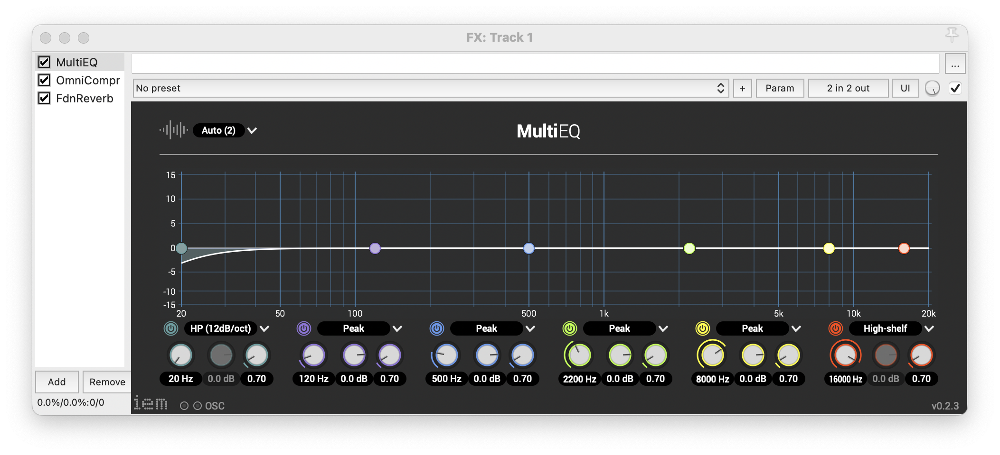 FX: Track 1
MultiEQ
OmniCompr
FdnReverb
...
No preset
+
Param
2 in 2 out
UI
Auto (2)
MultiEQ
15
10
5
0
-5
-10
-15
20 50 100 500 1k 5k 10k 20k
HP (12dB/oct) Peak Peak Peak Peak High-shelf
20 Hz 0.0 dB 0.70 120 Hz 0.0 dB 0.70 500 Hz 0.0 dB 0.70 2200 Hz 0.0 dB 0.70 8000 Hz 0.0 dB 0.70 16000 Hz 0.0 dB 0.70
Add Remove
0.0%/0.0%:0/0
iem OSC v0.2.3